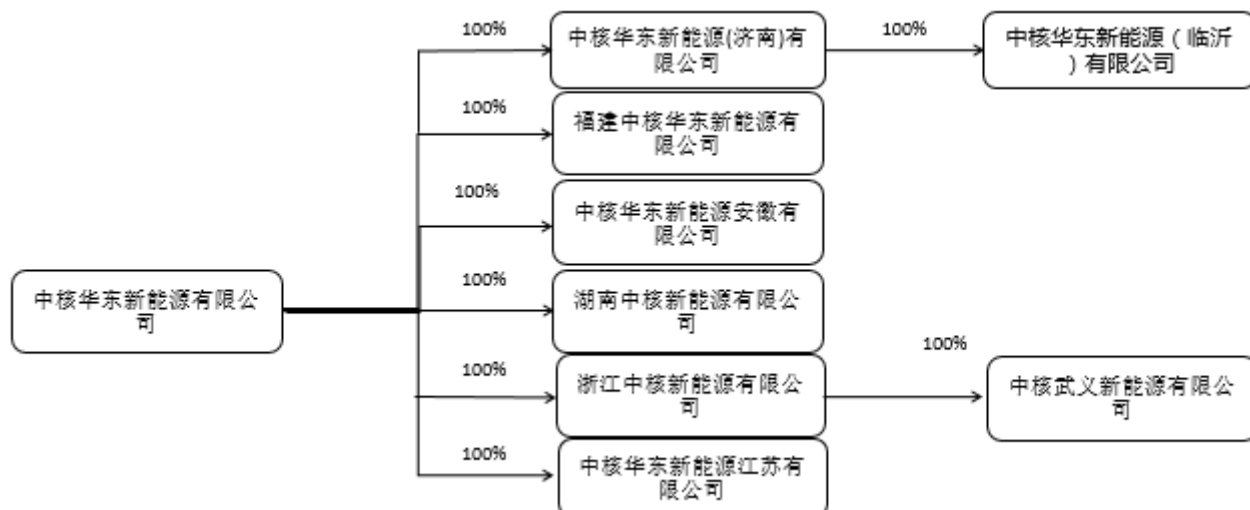 100%
中核华东新能源(济南)有
限公司
100%
中核华东新能源（临沂
）有限公司
100%
福建中核华东新能源有
限公司
100%
中核华东新能源安徽有
限公司
中核华东新能源有限公
司
100%
湖南中核新能源有限公
司
100%
浙江中核新能源有限公
司
100%
中核武义新能源有限公
司
100%
中核华东新能源江苏有
限公司